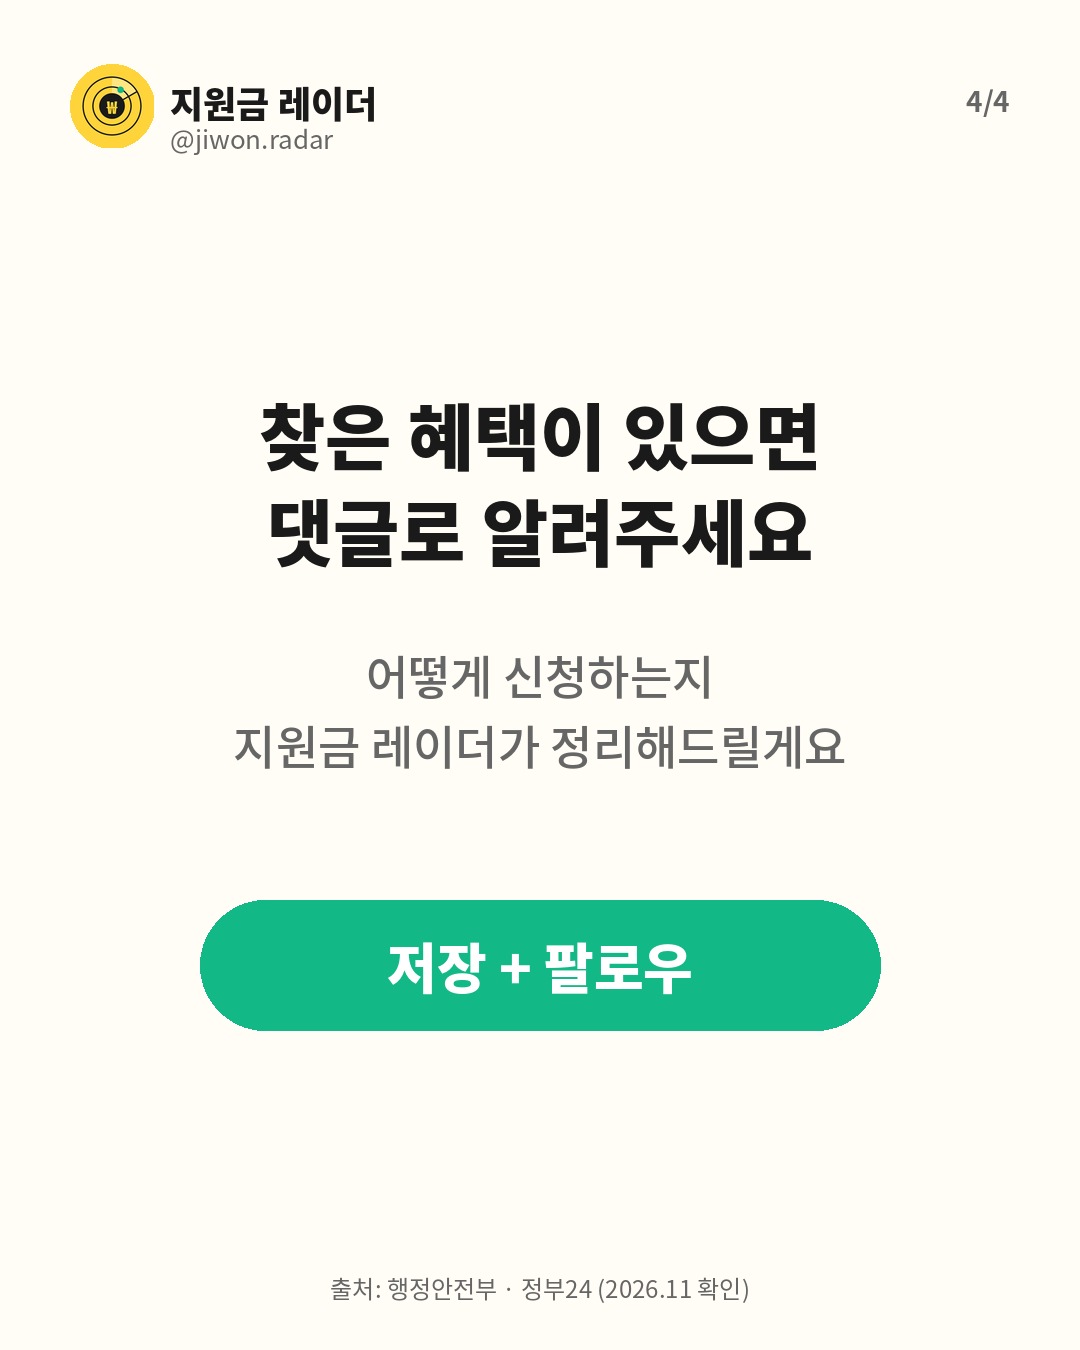 지원금 레이더
@jiwon.radar
4/4
찾은 혜택이 있으면
댓글로 알려주세요
어떻게 신청하는지
지원금 레이더가 정리해드릴게요
저장 + 팔로우
출처: 행정안전부 · 정부24 (2026.11 확인)